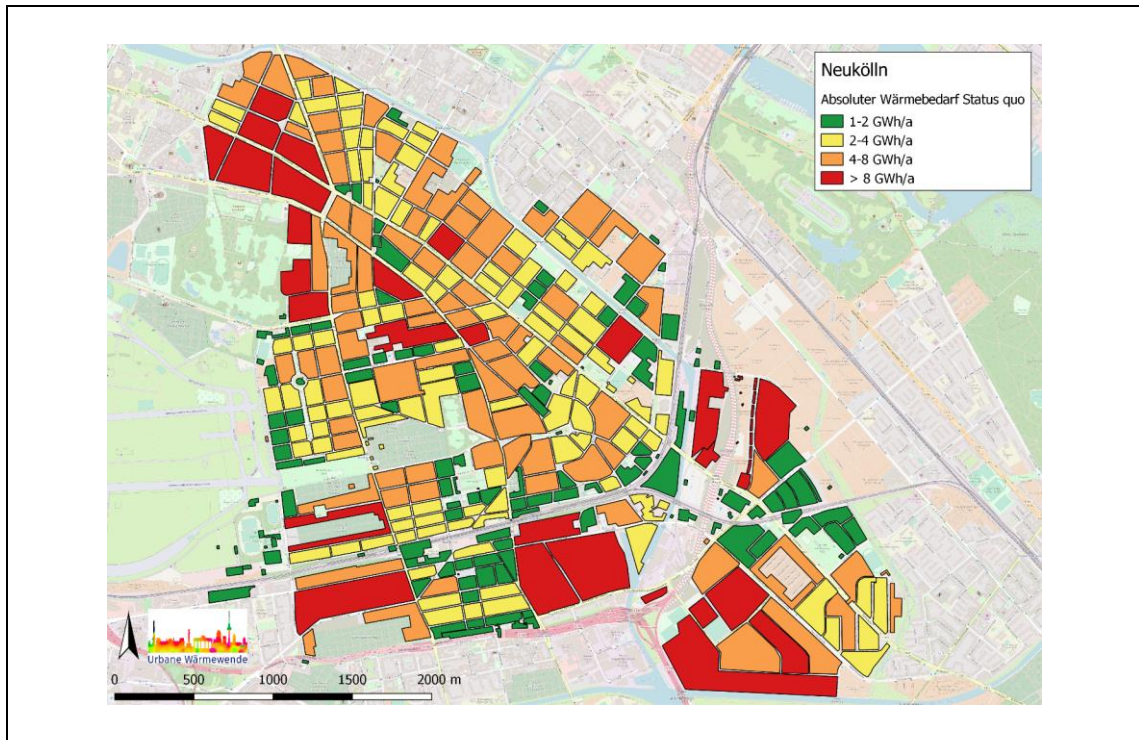 Neukölln
Absoluter Wärmebedarf Status quo
1-2 GWh/a
2-4 GWh/a
4-8 GWh/a
> 8 GWh/a
Urbane Wärmewende
0 500 1000 1500 2000 m